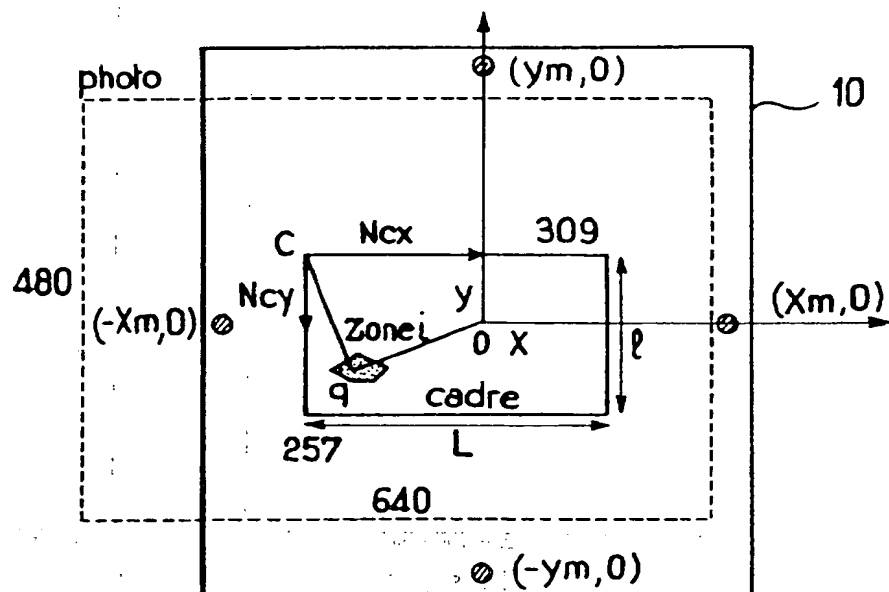 photo
(ym,0)
10
C
Ncx
309
480
Ncy
y
(-Xm,0)
Zonei
(Xm,0)
0
X
l
q
cadre
257
L
640
(-ym,0)